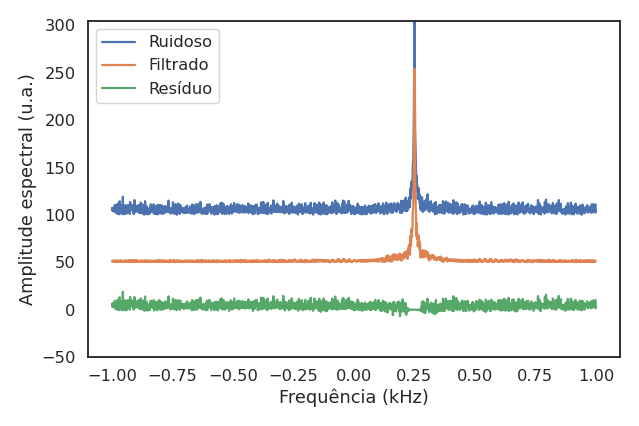 Ruidoso
Filtrado
Resíduo
300
250
200
150
100
50
0
−50
Amplitude espectral (u.a.)
−1.00 −0.75 −0.50 −0.25 0.00 0.25 0.50 0.75 1.00
Frequência (kHz)